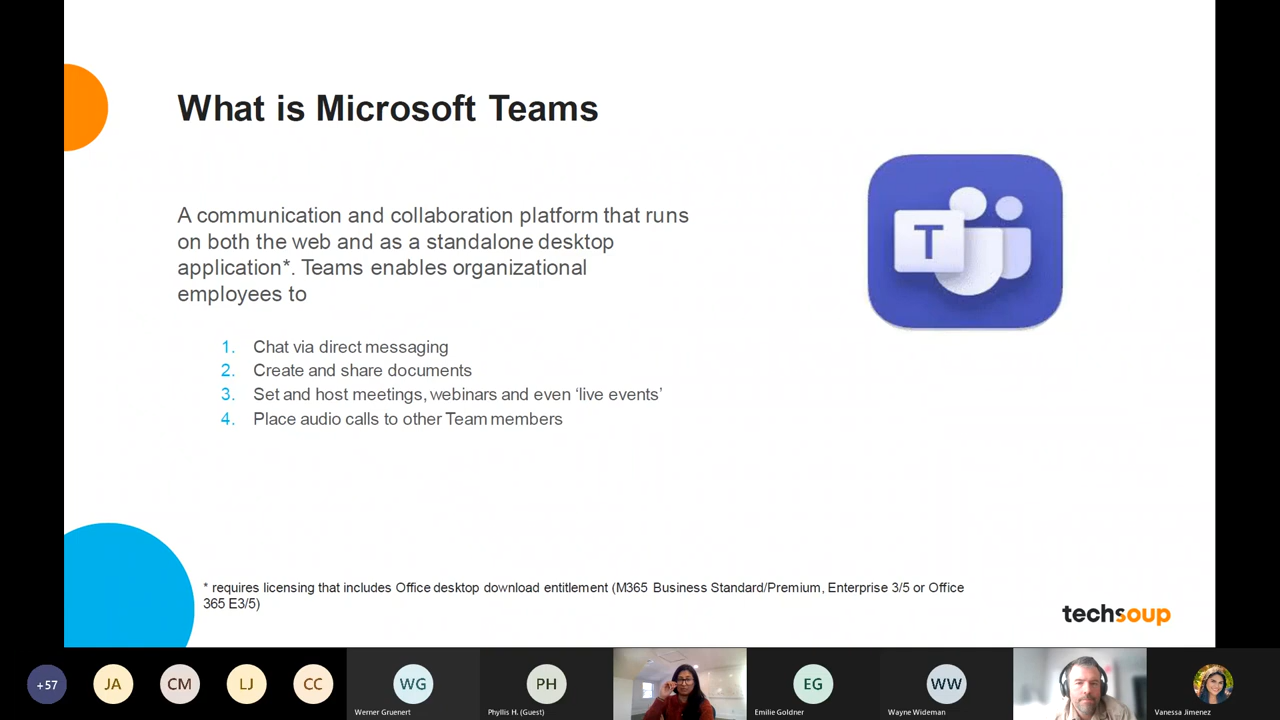 What is Microsoft Teams
A communication and collaboration platform that runs
on both the web and as a standalone desktop
application*. Teams enables organizational
employees to
1. Chat via direct messaging
2. Create and share documents
3. Set and host meetings, webinars and even ‘live events’
4. Place audio calls to other Team members
T
* requires licensing that includes Office desktop download entitlement (M365 Business Standard/Premium, Enterprise 3/5 or Office
365 E3/5)
techsoup
+57
JA
CM
LJ
CC
WG
Werner Gruenert
PH
Phyllis H. (Guest)
EG
Emilie Goldner
WW
Wayne Wideman
Vanessa Jimenez